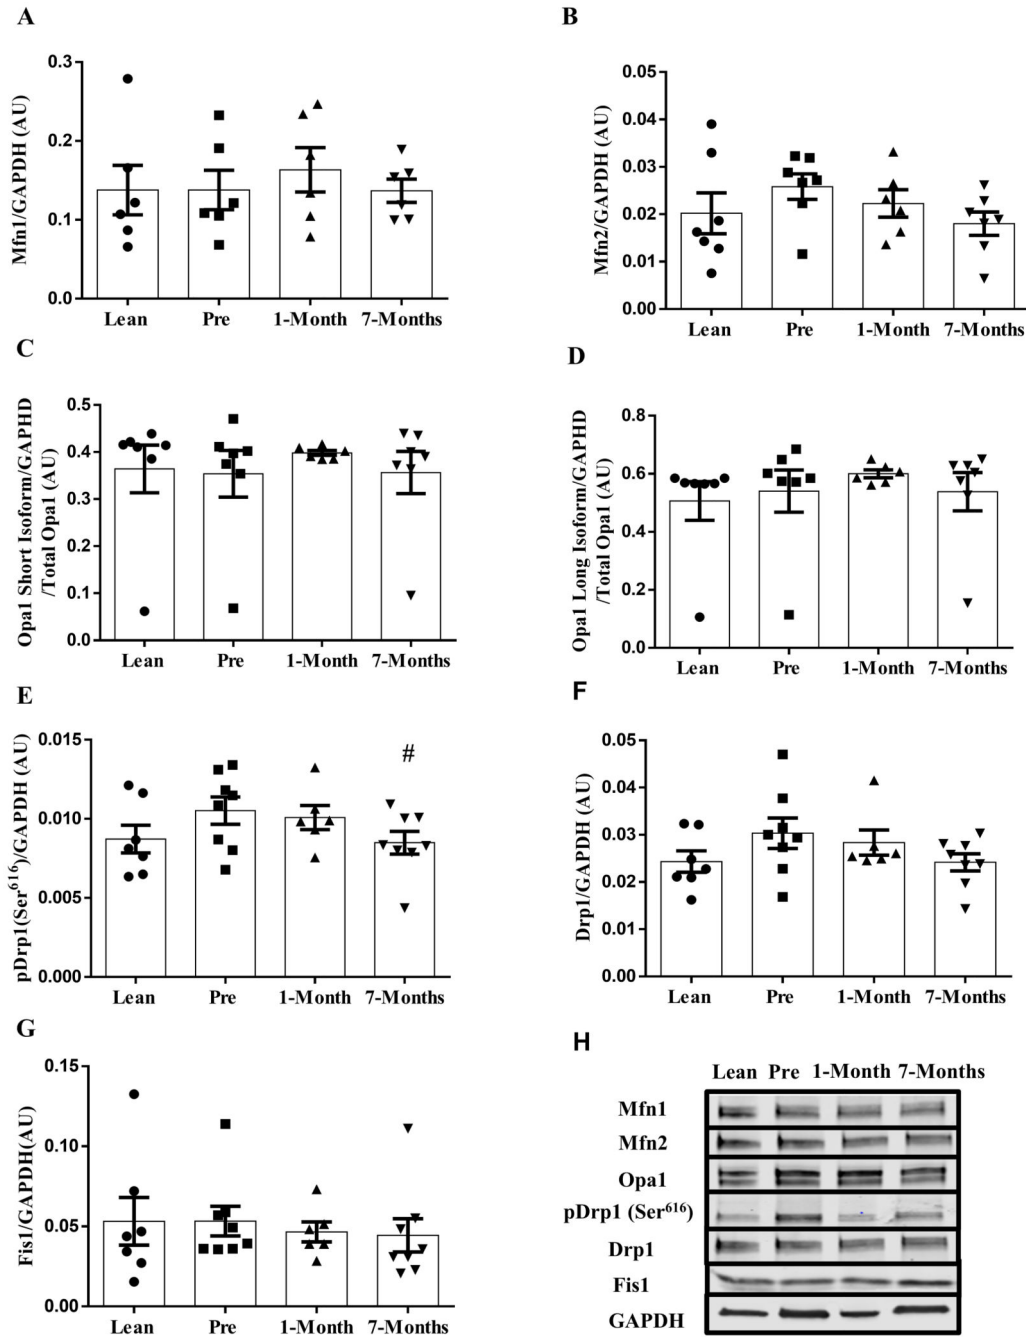 A
Mfn1/GAPDH (AU)
0.3
0.2
0.1
0.0
Lean Pre 1-Month 7-Months
B
Mfn2/GAPDH (AU)
0.05
0.04
0.03
0.02
0.01
0.00
Lean Pre 1-Month 7-Months
C
Opa1 Short Isoform/GAPHD
/Total Opa1 (AU)
0.5
0.4
0.3
0.2
0.1
0.0
Lean Pre 1-Month 7-Months
D
Opa1 Long Isoform/GAPHD
/Total Opa1 (AU)
0.8
0.6
0.4
0.2
0.0
Lean Pre 1-Month 7-Months
E
pDrp1(Ser⁶¹⁶)/GAPDH (AU)
0.015
0.010
0.005
0.000
#
Lean Pre 1-Month 7-Months
F
Drp1/GAPDH (AU)
0.05
0.04
0.03
0.02
0.01
0.00
Lean Pre 1-Month 7-Months
G
Fis1/GAPDH(AU)
0.15
0.10
0.05
0.00
Lean Pre 1-Month 7-Months
H
Lean Pre 1-Month 7-Months
Mfn1
Mfn2
Opa1
pDrp1 (Ser⁶¹⁶)
Drp1
Fis1
GAPDH